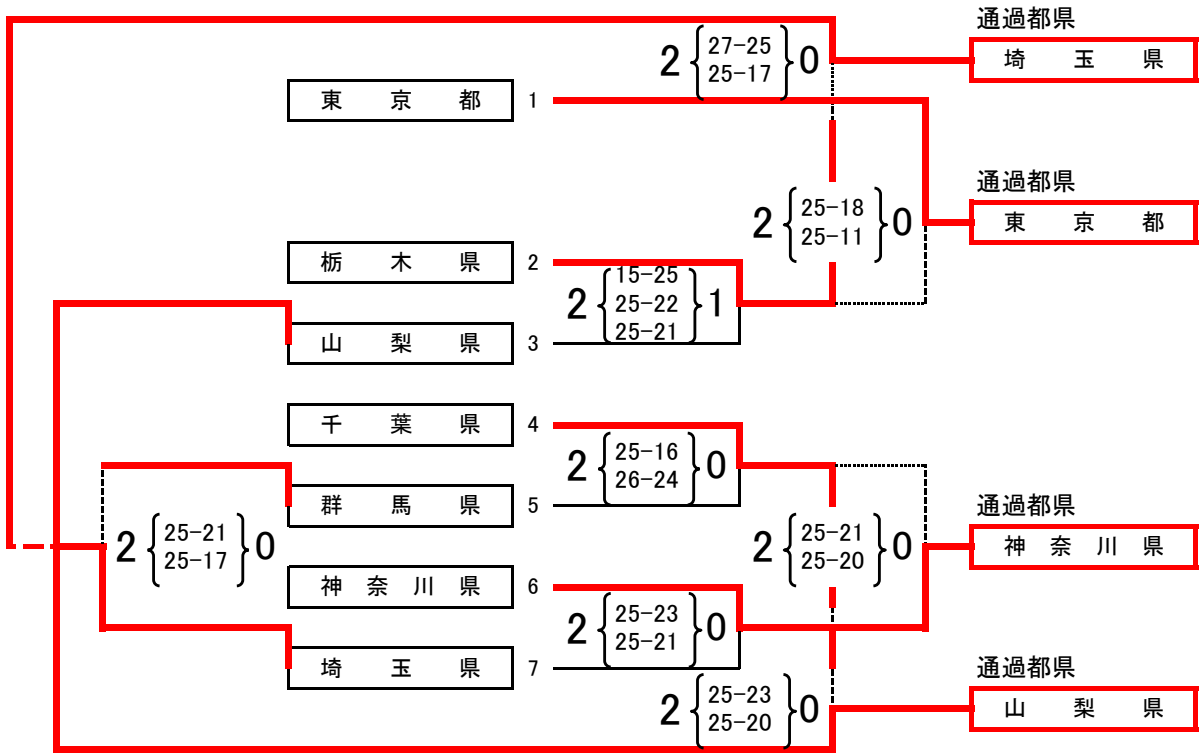 通過都県
埼玉県
2 27-25 0
25-17
東京都 1
通過都県
東京都
2 25-18 0
25-11
栃木県 2
2 15-25 1
25-22
25-21
山梨県 3
千葉県 4
2 25-16 0
26-24
群馬県 5
通過都県
神奈川県
2 25-21 0
25-17
2 25-21 0
25-20
神奈川県 6
2 25-23 0
25-21
埼玉県 7
通過都県
山梨県
2 25-23 0
25-20